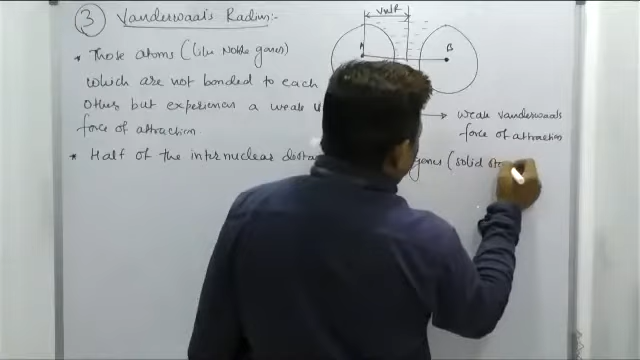 3 Vanderwaal's Radius:-
VWR
A
B
* Those atoms (like Noble gases)
which are not bonded to each
other but experience a weak
force of attraction.
→ weak vanderwaals
force of attraction
* Half of the internuclear gases (solid